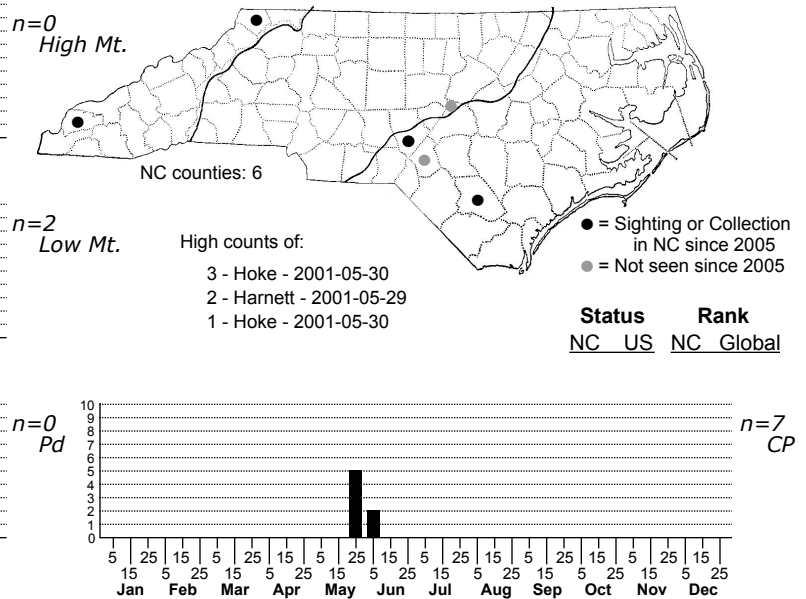 n=0
High Mt.
NC counties: 6
n=2
Low Mt.
High counts of:
3 - Hoke - 2001-05-30
2 - Harnett - 2001-05-29
1 - Hoke - 2001-05-30
= Sighting or Collection
in NC since 2005
= Not seen since 2005
Status Rank
NC US NC Global
n=0
Pd
n=7
CP
10
9
8
7
6
5
4
3
2
1
0
5 25 15 5 25 15 5 25 15 5 25 15 5 25 15 5 25 15
15 5 25 15 5 25 15 5 25 15 5 25 15 5 25 15 5 25
Jan Feb Mar Apr May Jun Jul Aug Sep Oct Nov Dec